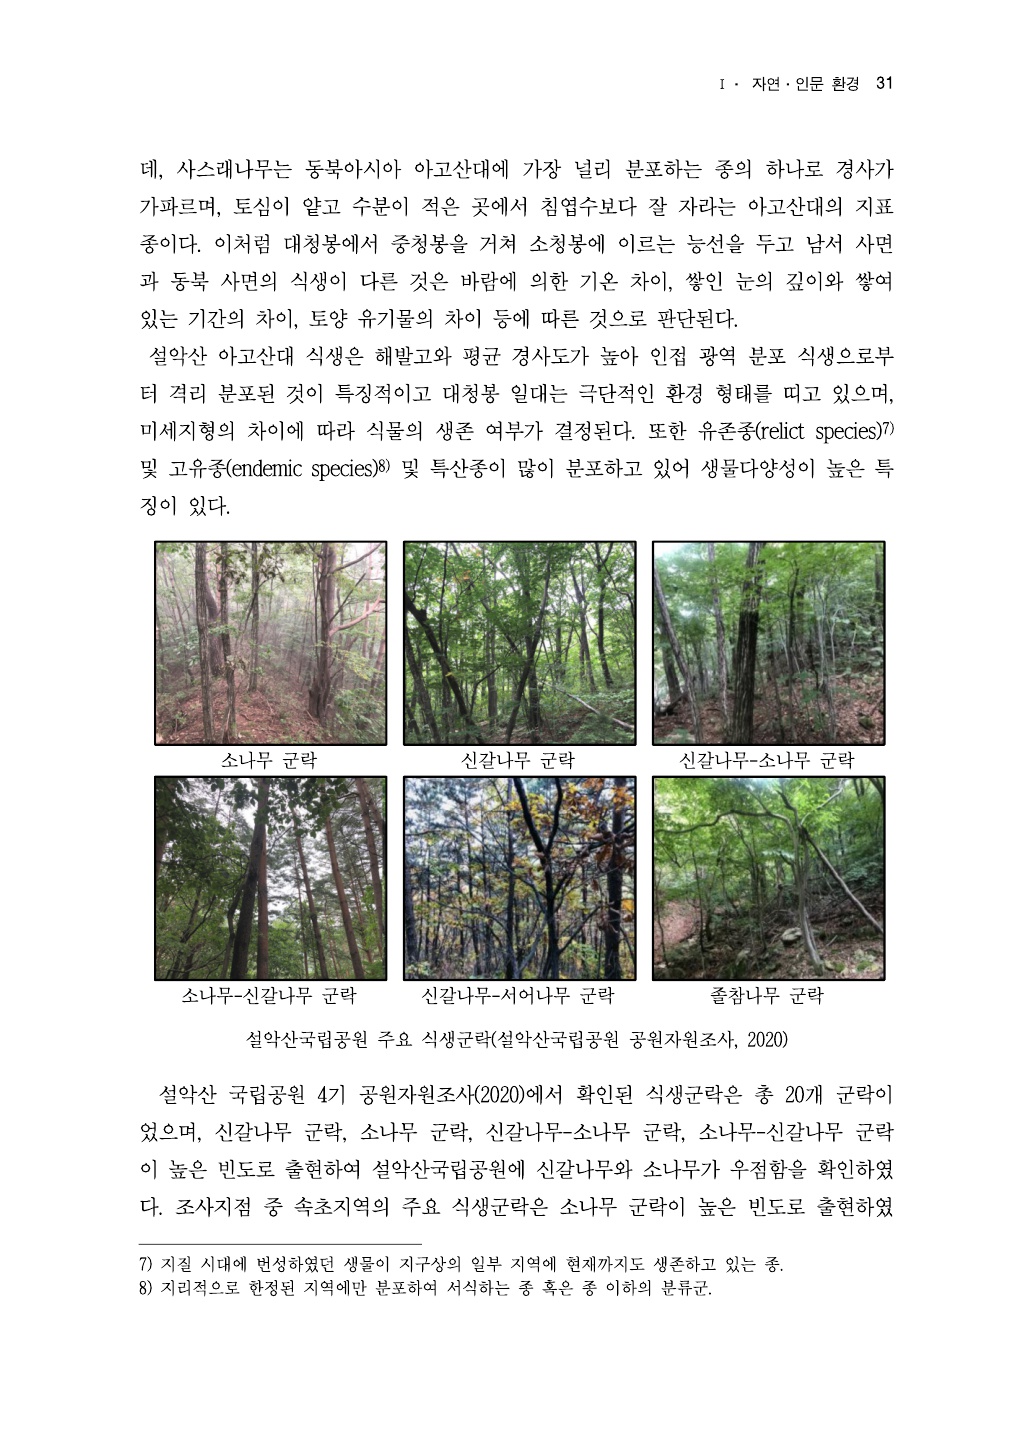 Ⅰ · 자연·인문 환경 31
데, 사스래나무는 동북아시아 아고산대에 가장 널리 분포하는 종의 하나로 경사가
가파르며, 토심이 얕고 수분이 적은 곳에서 침엽수보다 잘 자라는 아고산대의 지표
종이다. 이처럼 대청봉에서 중청봉을 거쳐 소청봉에 이르는 능선을 두고 남서 사면
과 동북 사면의 식생이 다른 것은 바람에 의한 기온 차이, 쌓인 눈의 깊이와 쌓여
있는 기간의 차이, 토양 유기물의 차이 등에 따른 것으로 판단된다.
설악산 아고산대 식생은 해발고와 평균 경사도가 높아 인접 광역 분포 식생으로부
터 격리 분포된 것이 특징적이고 대청봉 일대는 극단적인 환경 형태를 띠고 있으며,
미세지형의 차이에 따라 식물의 생존 여부가 결정된다. 또한 유존종(relict species)7)
및 고유종(endemic species)8) 및 특산종이 많이 분포하고 있어 생물다양성이 높은 특
징이 있다.
소나무 군락 신갈나무 군락 신갈나무-소나무 군락
소나무-신갈나무 군락 신갈나무-서어나무 군락 졸참나무 군락
설악산국립공원 주요 식생군락(설악산국립공원 공원자원조사, 2020)
설악산 국립공원 4기 공원자원조사(2020)에서 확인된 식생군락은 총 20개 군락이
었으며, 신갈나무 군락, 소나무 군락, 신갈나무-소나무 군락, 소나무-신갈나무 군락
이 높은 빈도로 출현하여 설악산국립공원에 신갈나무와 소나무가 우점함을 확인하였
다. 조사지점 중 속초지역의 주요 식생군락은 소나무 군락이 높은 빈도로 출현하였
7) 지질 시대에 번성하였던 생물이 지구상의 일부 지역에 현재까지도 생존하고 있는 종.
8) 지리적으로 한정된 지역에만 분포하여 서식하는 종 혹은 종 이하의 분류군.